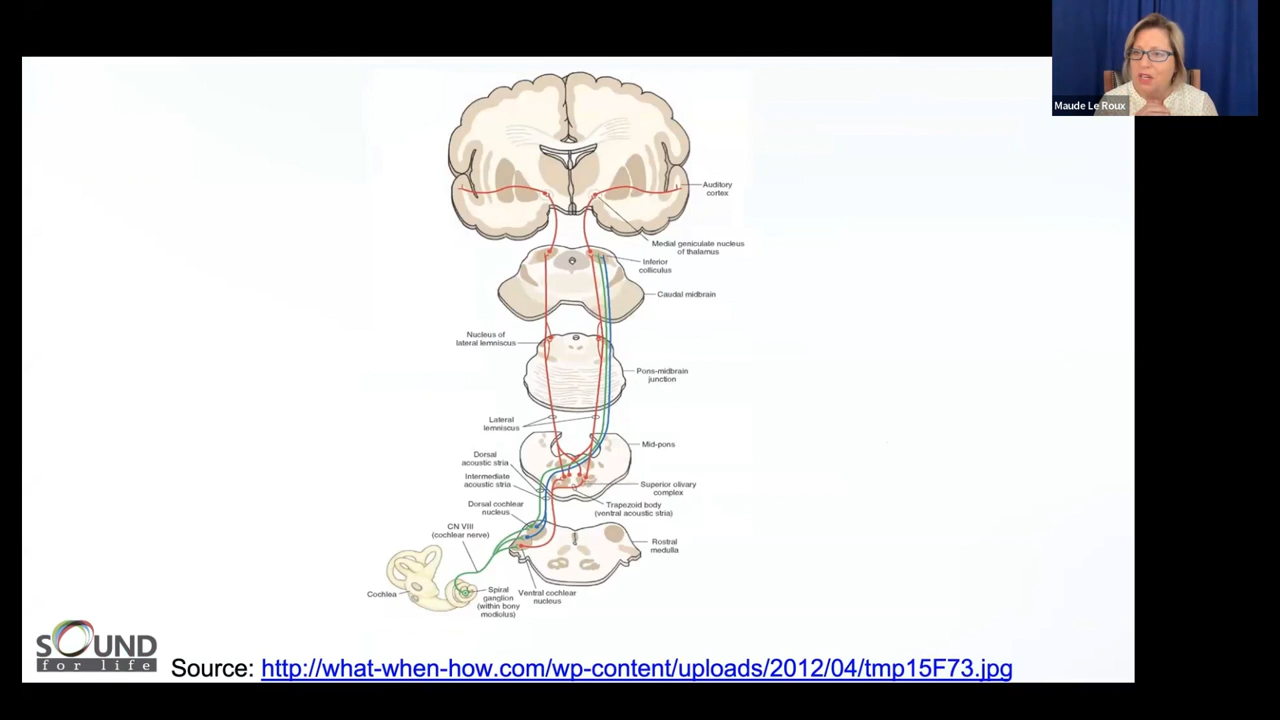 Maude Le Roux
Auditory
cortex
Medial geniculate nucleus
of thalamus
Inferior
colliculus
Caudal midbrain
Nucleus of
lateral lemniscus
Pons-midbrain
junction
Lateral
lemniscus
Mid-pons
Dorsal
acoustic stria
Intermediate
acoustic stria
Superior olivary
complex
Dorsal cochlear
nucleus
Trapezoid body
(ventral acoustic stria)
CN VIII
(cochlear nerve)
Rostral
medulla
Cochlea
Spiral
ganglion
(within bony
modiolus)
Ventral cochlear
nucleus
SOUND
for life
Source: http://what-when-how.com/wp-content/uploads/2012/04/tmp15F73.jpg